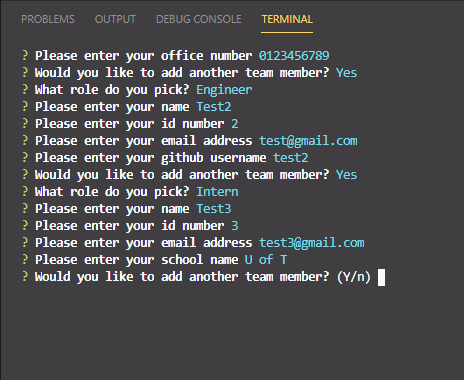 PROBLEMS OUTPUT DEBUG CONSOLE TERMINAL
? Please enter your office number 0123456789
? Would you like to add another team member? Yes
? What role do you pick? Engineer
? Please enter your name Test2
? Please enter your id number 2
? Please enter your email address test@gmail.com
? Please enter your github username test2
? Would you like to add another team member? Yes
? What role do you pick? Intern
? Please enter your name Test3
? Please enter your id number 3
? Please enter your email address test3@gmail.com
? Please enter your school name U of T
? Would you like to add another team member? (Y/n)